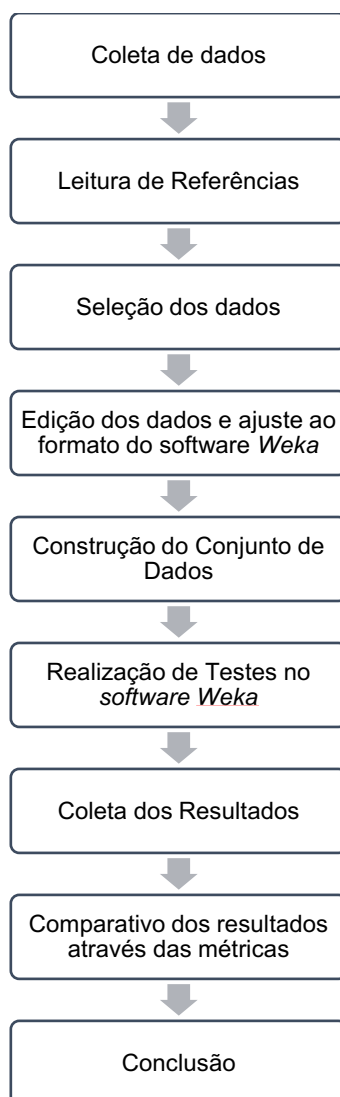 Coleta de dados
Leitura de Referências
Seleção dos dados
Edição dos dados e ajuste ao
formato do software Weka
Construção do Conjunto de
Dados
Realização de Testes no
software Weka
Coleta dos Resultados
Comparativo dos resultados
através das métricas
Conclusão